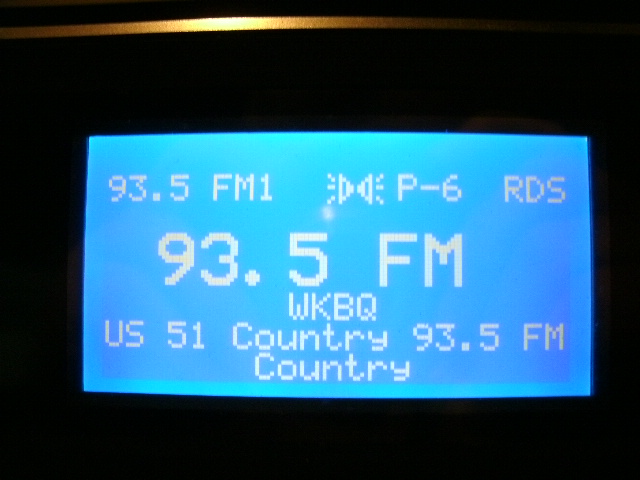 93.5 FM1 P-6 RDS
93.5 FM
WKBQ
US 51 Country 93.5 FM
Country